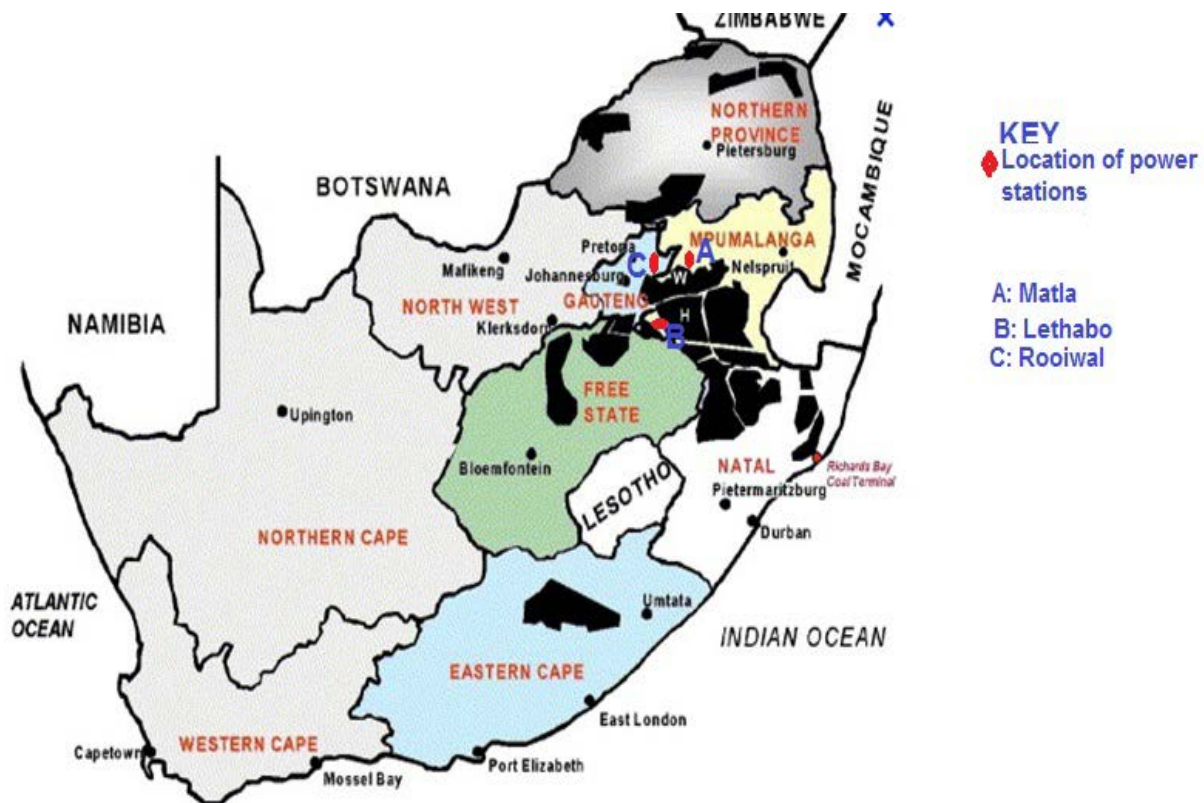 ZIMBABWE
X
NORTHERN
PROVINCE
Pietersburg
MOCAMBIQUE
KEY
Location of power
stations
BOTSWANA
MPUMALANGA
Pretoria
C
A
Mafikeng
Johannesburg
W
Nelspruit
NORTH WEST
GAUTENG
NAMIBIA
Klerksdorp
H
B
A: Matla
B: Lethabo
C: Rooiwal
FREE
STATE
Upington
Bloemfontein
LESOTHO
NATAL
Richards Bay
Coal Terminal
Pietermaritzburg
Durban
NORTHERN CAPE
ATLANTIC
OCEAN
Umtata
INDIAN OCEAN
EASTERN CAPE
East London
WESTERN CAPE
Capetown
Port Elizabeth
Mossel Bay